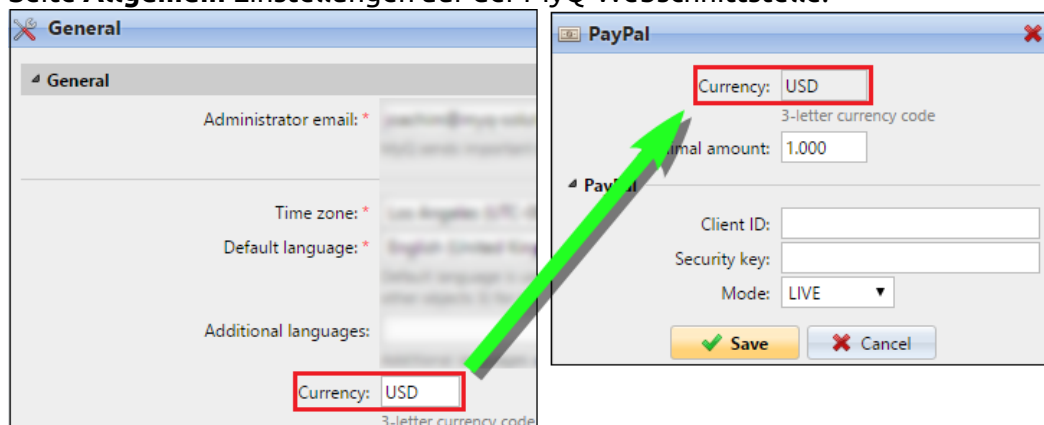 Seite Allgemein Einstellungen der der MyQ Webschnittstelle.
General
General
Administrator email: *
Time zone: *
Default language: *
Additional languages:
Currency: USD
3-letter currency code
PayPal
Currency: USD
3-letter currency code
amount: 1.000
PayPal
Client ID:
Security key:
Mode: LIVE
Save
Cancel